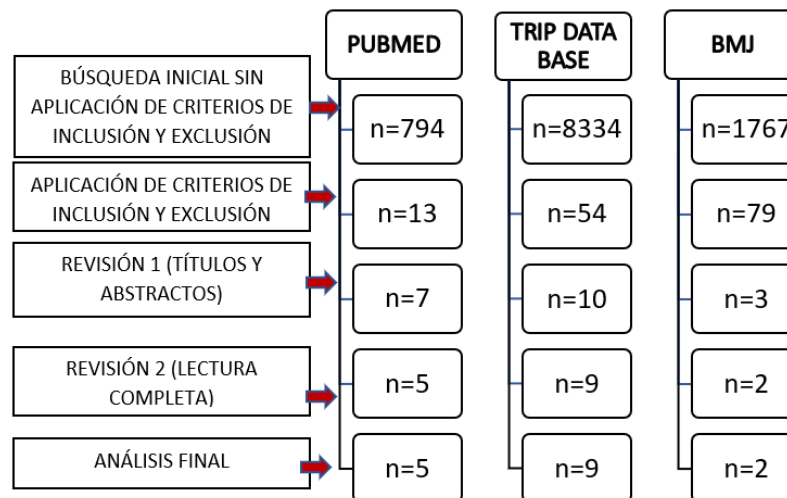 PUBMED
TRIP DATA
BASE
BMJ
BÚSQUEDA INICIAL SIN
APLICACIÓN DE CRITERIOS DE
INCLUSIÓN Y EXCLUSIÓN
n=794
n=8334
n=1767
APLICACIÓN DE CRITERIOS DE
INCLUSIÓN Y EXCLUSIÓN
n=13
n=54
n=79
REVISIÓN 1 (TÍTULOS Y
ABSTRACTOS)
n=7
n=10
n=3
REVISIÓN 2 (LECTURA
COMPLETA)
n=5
n=9
n=2
ANÁLISIS FINAL
n=5
n=9
n=2